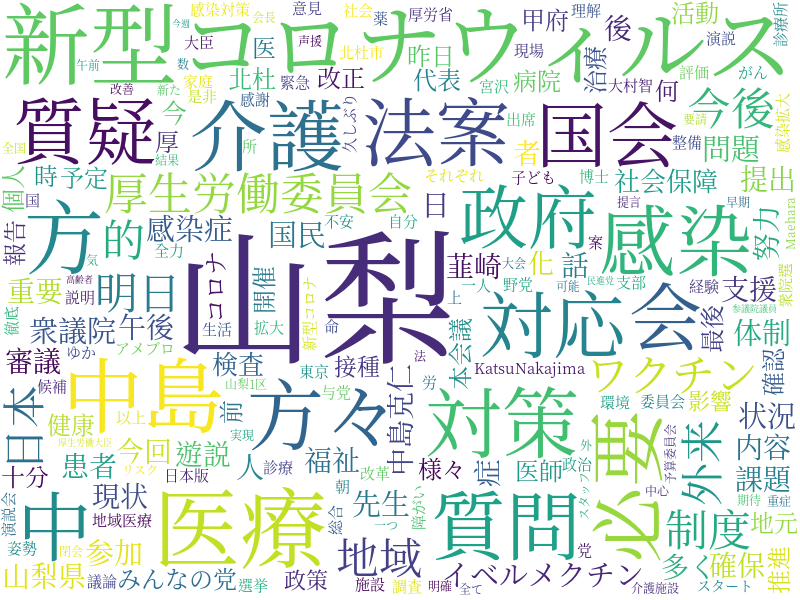 新型コロナウィルス
感染対策
会長
意見
社会
薬
厚労省
理解
現場
演説
診療所
今週
午前
大臣
声援
北杜市
甲府
後
活動
数
医
昨日
治療
評価
がん
改善
新た
家庭
是非
北杜
緊急
改正
代表
宮沢
病院
大村智
何
質疑
今
感謝
久しぶり
介護
法案
国会
今後
感染拡大
要請
出席
整備
者
問題
厚
所
全国
結果
それぞれ
子ども
博士
社会保障
提出
個人
時
予定
厚生労働委員会
方
的
感染症
国
国民
不安
自分
日
政府
感染
提言
早期
努力
Maehara
報告
全力
案
韮崎
化
話
気
山梨
大会
重要
高齢者
説明
明日
コロナ
開催
一人
野党
民進党
支部
可能
対応
会
経験
支援
衆院選
徹底
衆議院
午後
生活
拡大
新型コロナ
命
上
本会議
最後
参議院議員
体制
審議
ゆか
アメブロ
検査
接種
東京
法
KatsuNakajima
ワクチン
確認
候補
中島
山梨1区
与党
労
方々
対策
環境
委員会
影響
日本
健康
以上
前
中島克仁
必要
外来
状況
今回
遊説
実現
厚生労働大臣
リスク
福祉
様々
症
医師
政治
外
内容
十分
患者
人
診療
改革
朝
予算委員会
課題
日本版
総合
障がい
先生
スタッフ
中心
期待
重症
現状
地域医療
中
医療
一つ
質問
制度
地元
演説会
姿勢
閉会
参加
地域
党
多く
確保
推進
山梨県
議論
みんなの党
選挙
政策
施設
調査
明確
イベルメクチン
全て
介護施設
スタート